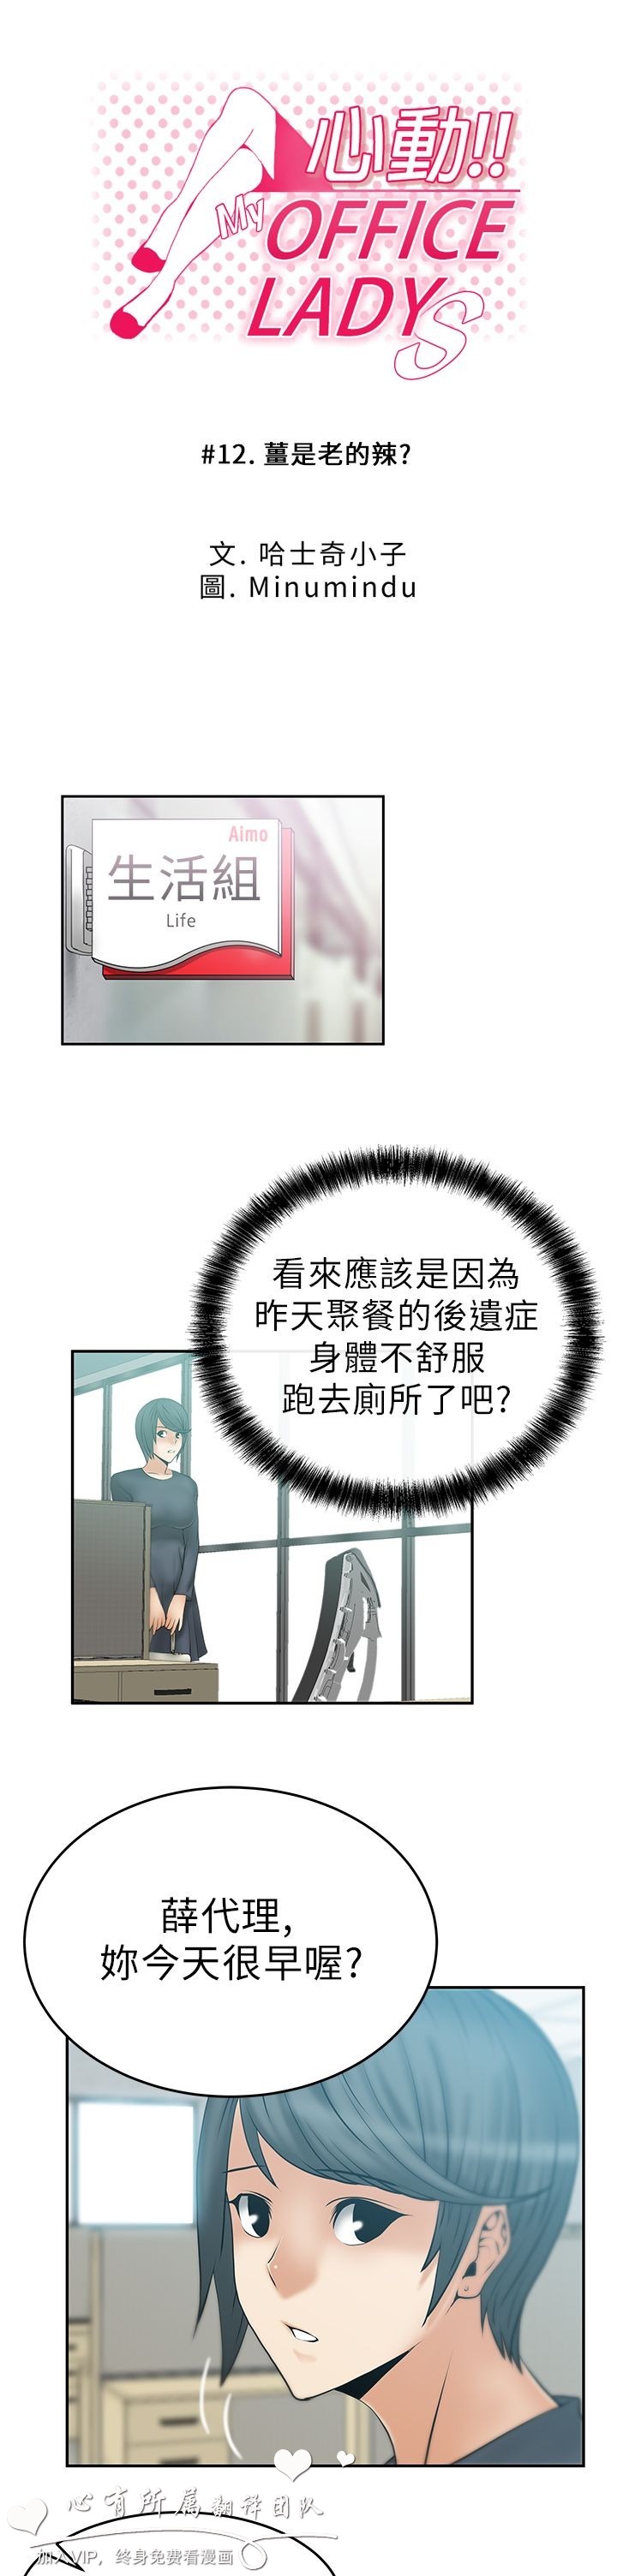 心動!!
My OFFICE
LADYS
#12. 薑是老的辣?
文. 哈士奇小子
圖. Minumindu
Aimo
生活組
Life
看來應該是因為
昨天聚餐的後遺症
身體不舒服
跑去廁所了吧?
薛代理,
妳今天很早喔?
心有所属翻译团队
加入VIP，终身免费看漫画